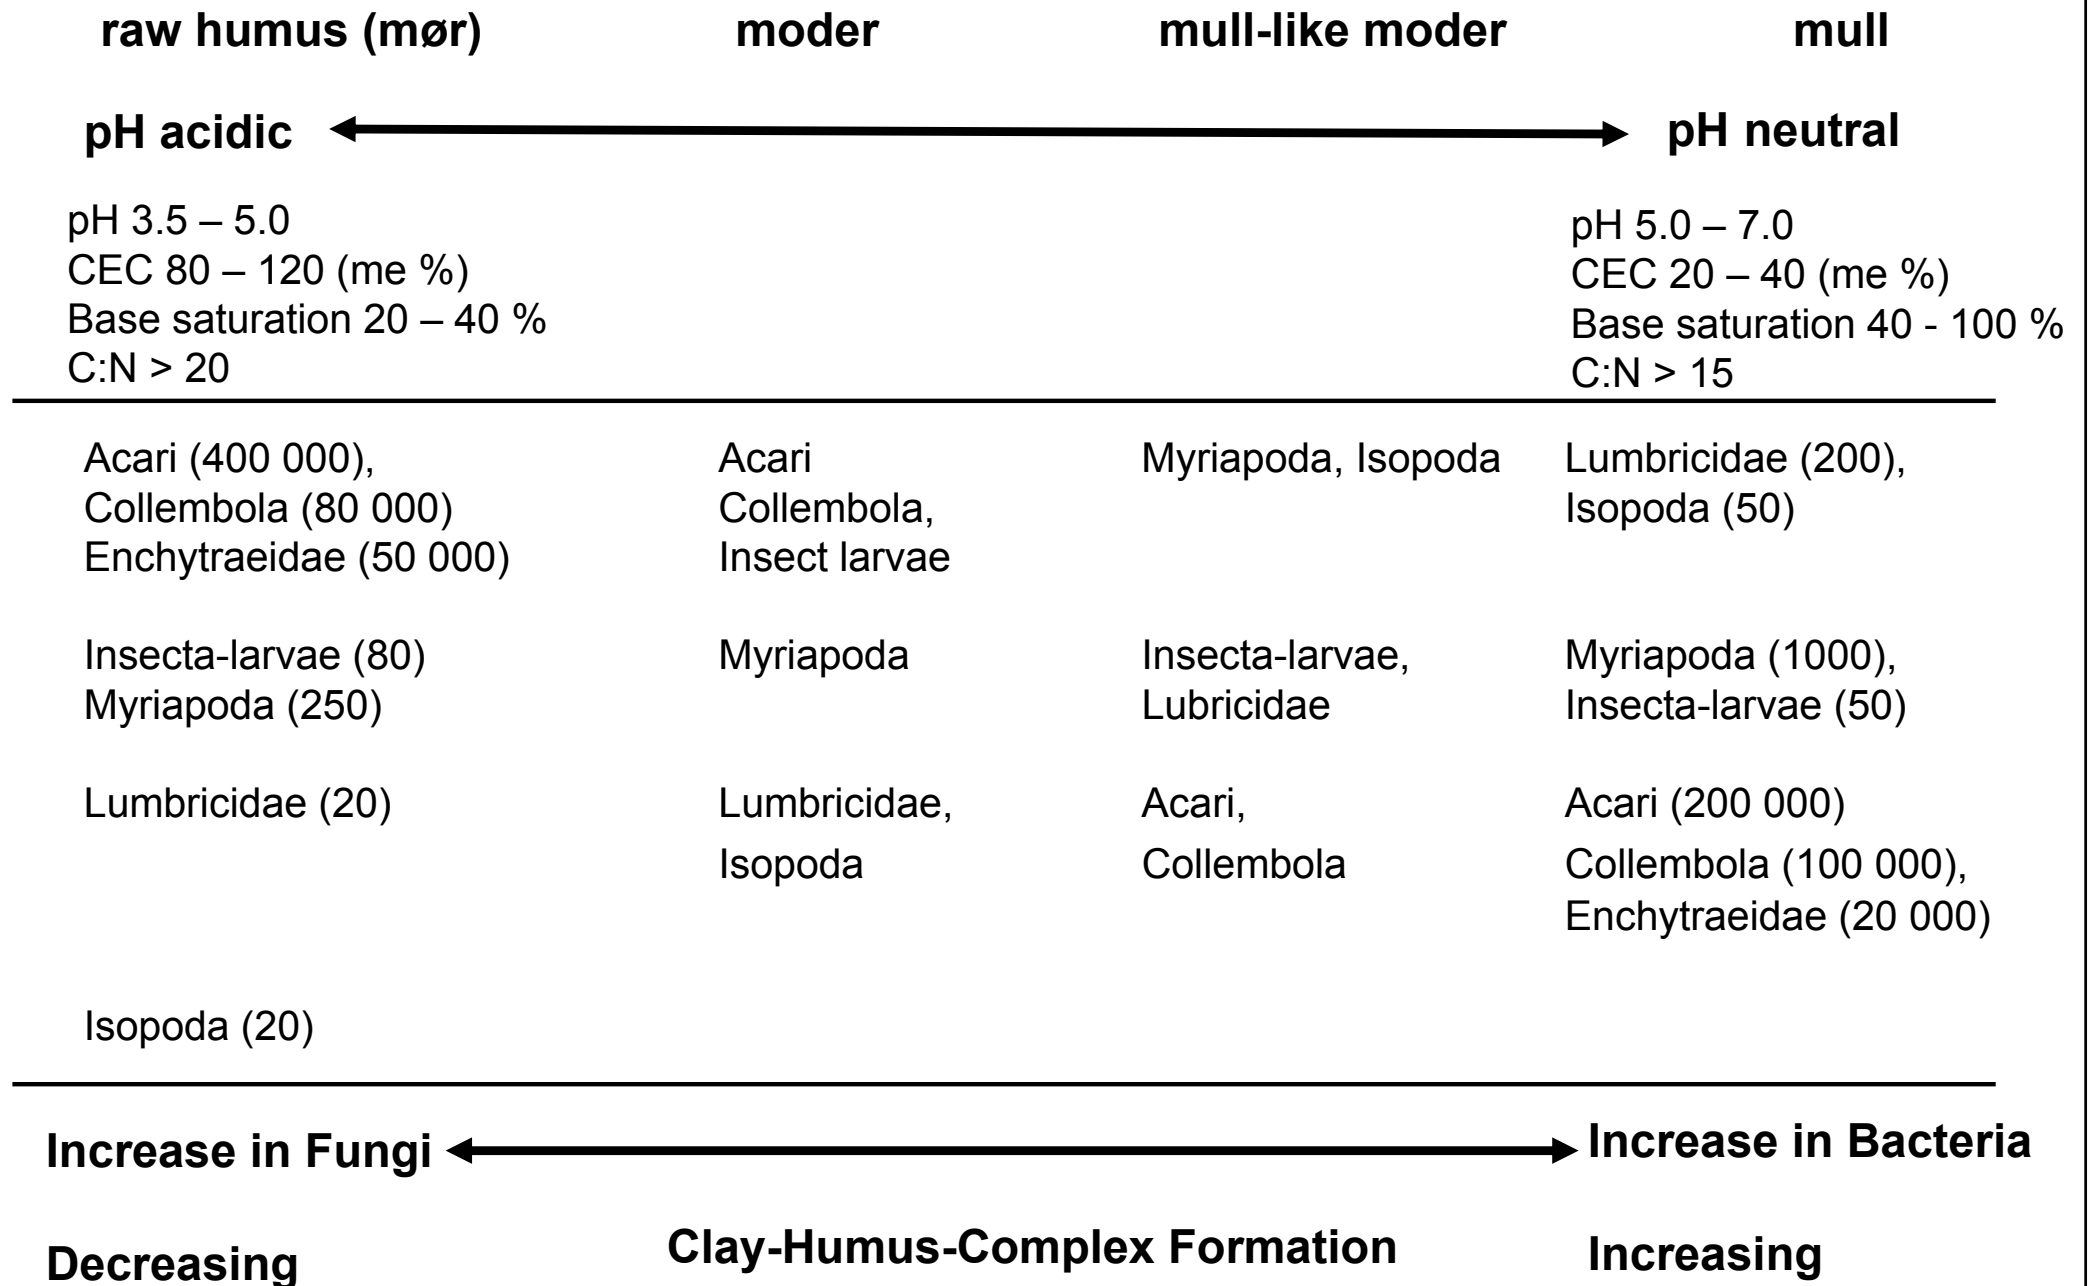 raw humus (mør) moder mull-like moder mull
pH acidic pH neutral
pH 3.5 – 5.0 pH 5.0 – 7.0
CEC 80 – 120 (me %) CEC 20 – 40 (me %)
Base saturation 20 – 40 % Base saturation 40 - 100 %
C:N > 20 C:N > 15
Acari (400 000), Acari Myriapoda, Isopoda Lumbricidae (200),
Collembola (80 000) Collembola, Isopoda (50)
Enchytraeidae (50 000) Insect larvae
Insecta-larvae (80) Myriapoda Insecta-larvae, Myriapoda (1000),
Myriapoda (250) Lubricidae Insecta-larvae (50)
Lumbricidae (20) Lumbricidae, Acari, Acari (200 000)
Isopoda Collembola Collembola (100 000),
Enchytraeidae (20 000)
Isopoda (20)
Increase in Fungi Increase in Bacteria
Decreasing Clay-Humus-Complex Formation Increasing